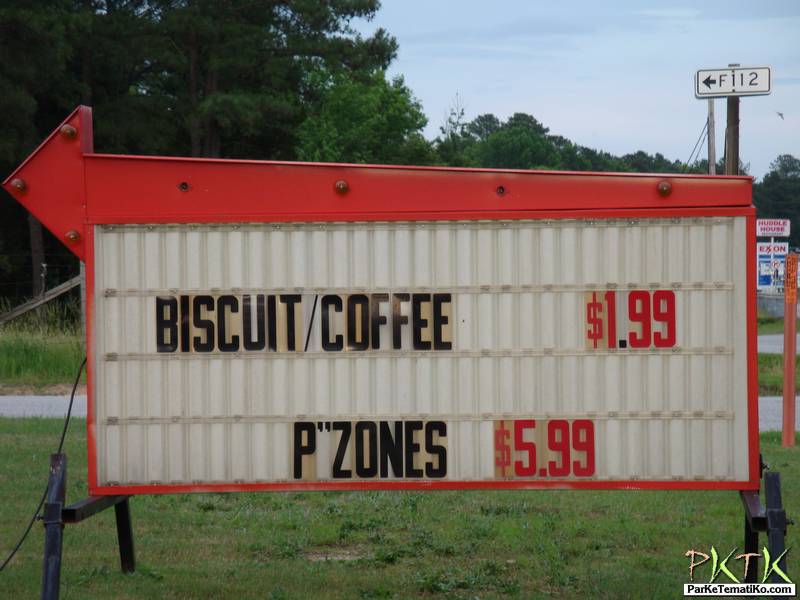 ←F112
HUDDLE
HOUSE
EXXON
BISCUIT/COFFEE $1.99
P"ZONES $5.99
PKTK
ParKeTematiKo.com